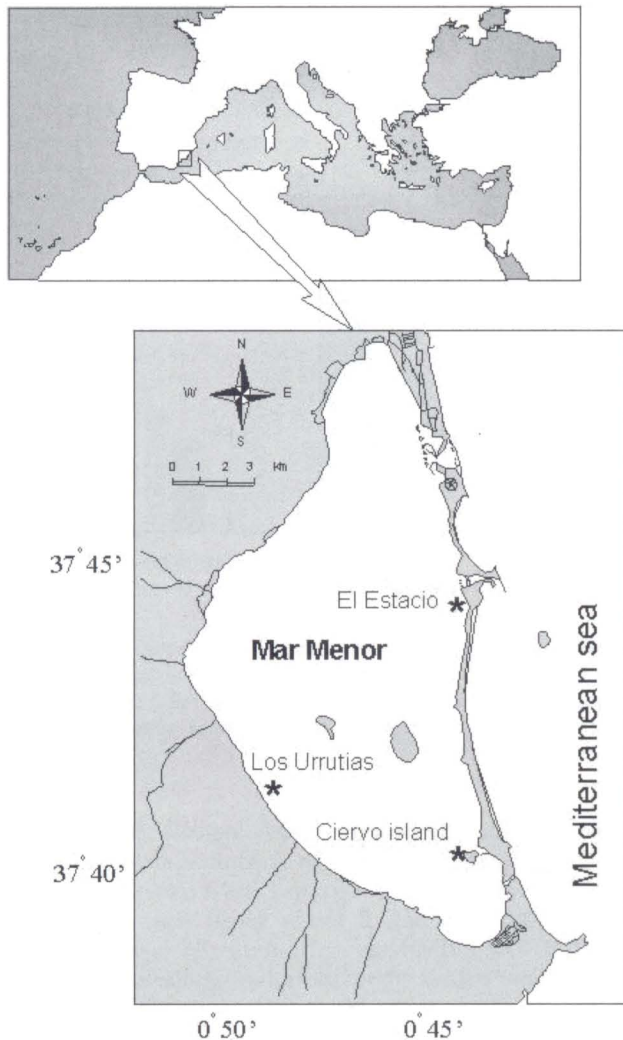 N
W E
S
0 1 2 3 km
37°45'
El Estacio *
Mar Menor
Mediterranean sea
Los Urrutias
*
Ciervo island *
37°40'
0°50' 0°45'